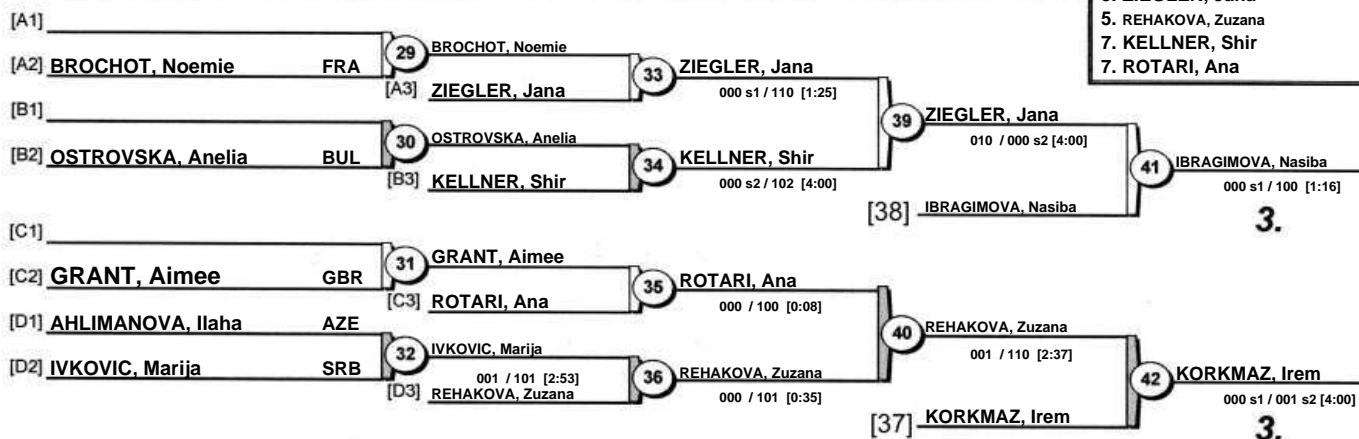 5. REHAKOVA, Zuzana
7. KELLNER, Shir
7. ROTARI, Ana
[A1]
[A2] BROCHOT, Noemie FRA
29
BROCHOT, Noemie
[A3] ZIEGLER, Jana
33
ZIEGLER, Jana
000 s1 / 110 [1:25]
[B1]
[B2] OSTROVSKA, Anelia BUL
30
OSTROVSKA, Anelia
[B3] KELLNER, Shir
34
KELLNER, Shir
000 s2 / 102 [4:00]
39
ZIEGLER, Jana
010 / 000 s2 [4:00]
[38] IBRAGIMOVA, Nasiba
41
IBRAGIMOVA, Nasiba
000 s1 / 100 [1:16]
3.
[C1]
[C2] GRANT, Aimee GBR
31
GRANT, Aimee
[C3] ROTARI, Ana
35
ROTARI, Ana
000 / 100 [0:08]
[D1] AHLIMANOVA, Ilaha AZE
[D2] IVKOVIC, Marija SRB
32
IVKOVIC, Marija
001 / 101 [2:53]
[D3] REHAKOVA, Zuzana
36
REHAKOVA, Zuzana
000 / 101 [0:35]
40
REHAKOVA, Zuzana
001 / 110 [2:37]
[37] KORKMAZ, Irem
42
KORKMAZ, Irem
000 s1 / 001 s2 [4:00]
3.